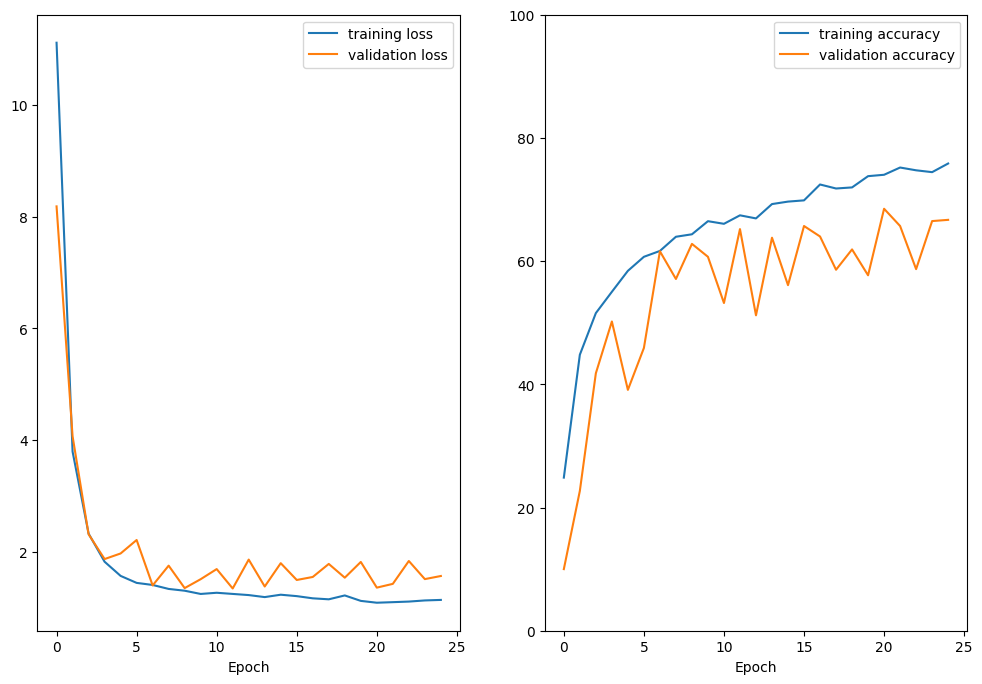 training loss
validation loss
10
8
6
4
2
0 5 10 15 20 25
Epoch
training accuracy
validation accuracy
100
80
60
40
20
0
0 5 10 15 20 25
Epoch